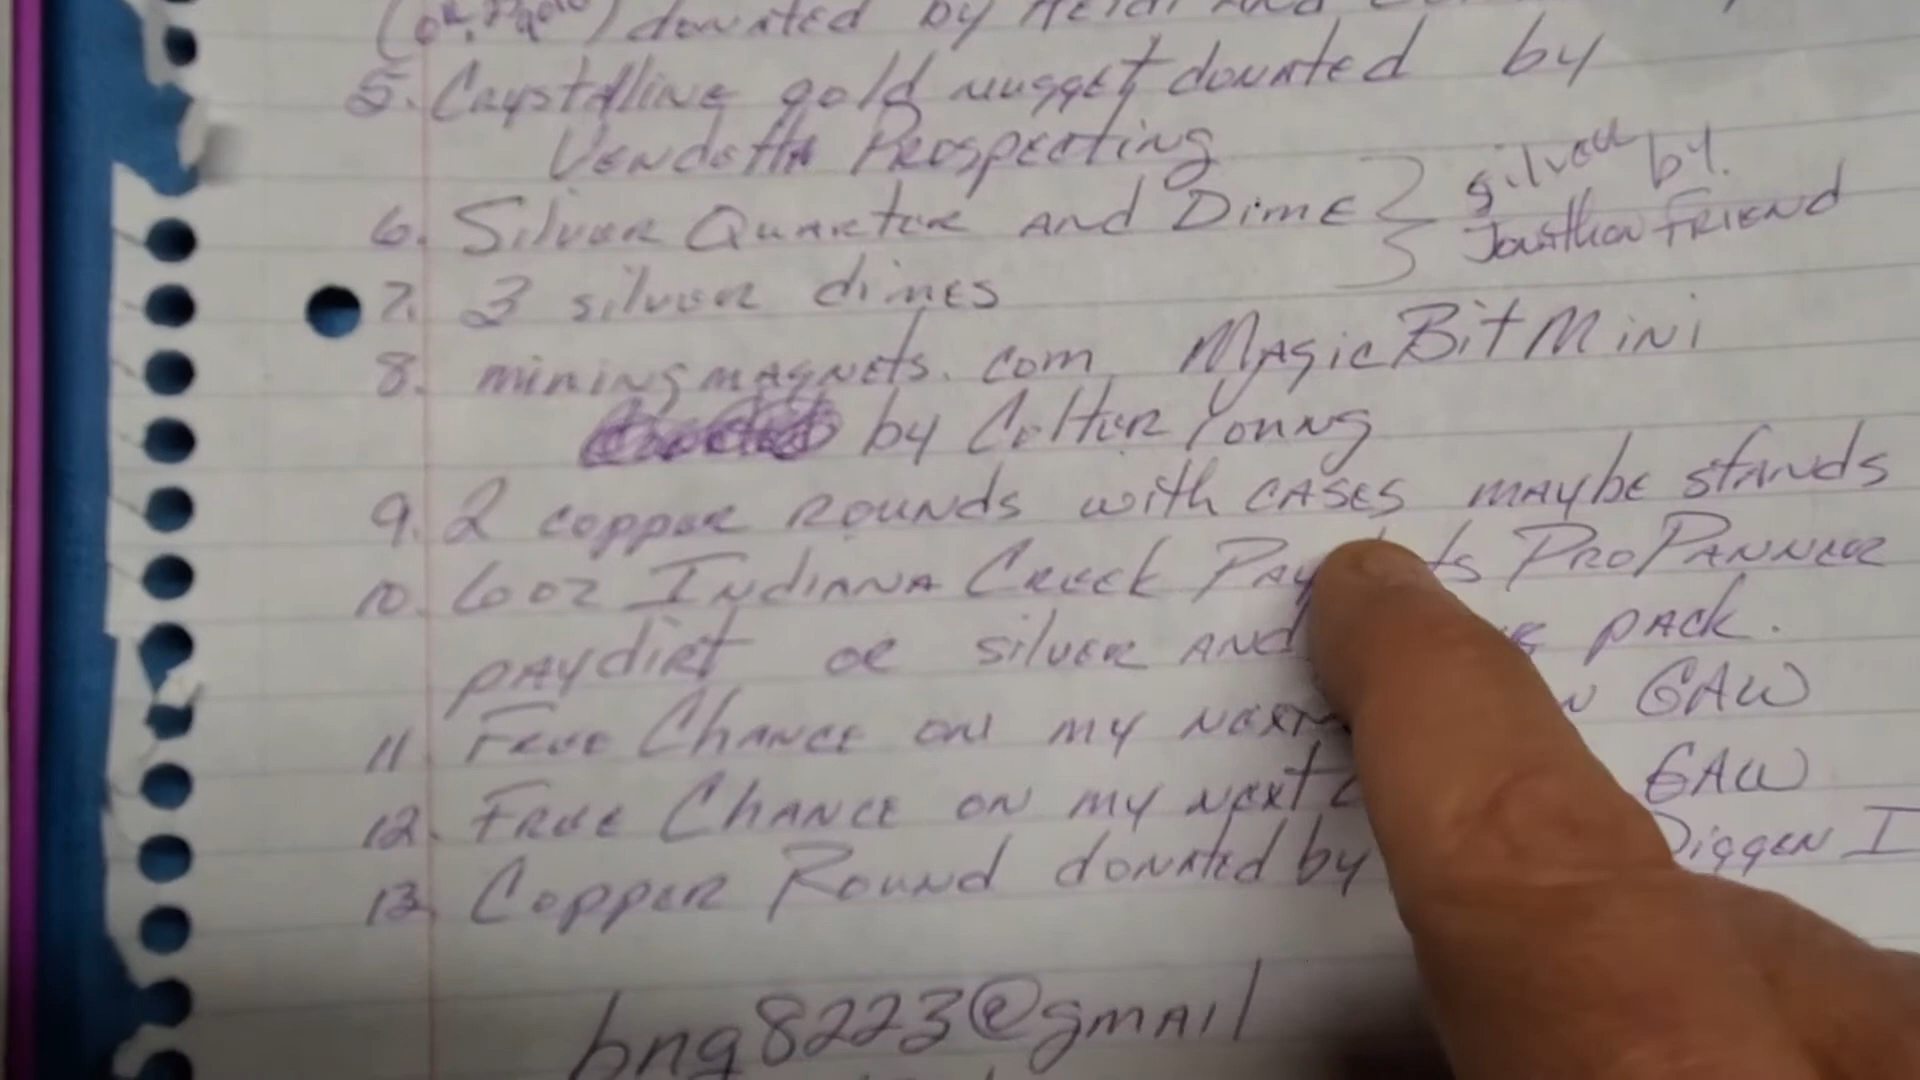 donated by
5. Crystalline gold nugget donated by
Vendetta Prospecting
6. Silver Quarter and Dime } silver by
Jonathon Friend
7. 3 silver dimes
8. miningmagnets.com MagicBit Mini
by Colter Young
9. 2 copper rounds with cases maybe stands
10. 6oz Indiana Creek ProPanner
paydirt or silver and pack.
11. Free Chance on my GAW
12. Free Chance on my next GAW
13. Copper Round donated by Digger I
bng8223@gmail